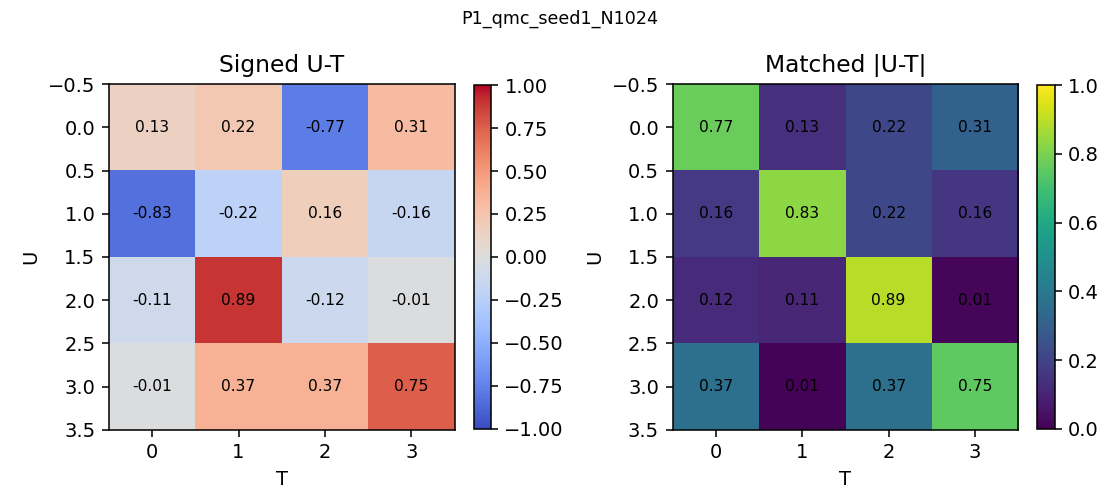 P1_qmc_seed1_N1024
Signed U-T
−0.5
0.0
0.5
1.0
1.5
2.0
2.5
3.0
3.5
U
0.13 0.22 -0.77 0.31
-0.83 -0.22 0.16 -0.16
-0.11 0.89 -0.12 -0.01
-0.01 0.37 0.37 0.75
0 1 2 3
T
1.00
0.75
0.50
0.25
0.00
−0.25
−0.50
−0.75
−1.00
Matched |U-T|
−0.5
0.0
0.5
1.0
1.5
2.0
2.5
3.0
3.5
U
0.77 0.13 0.22 0.31
0.16 0.83 0.22 0.16
0.12 0.11 0.89 0.01
0.37 0.01 0.37 0.75
0 1 2 3
T
1.0
0.8
0.6
0.4
0.2
0.0